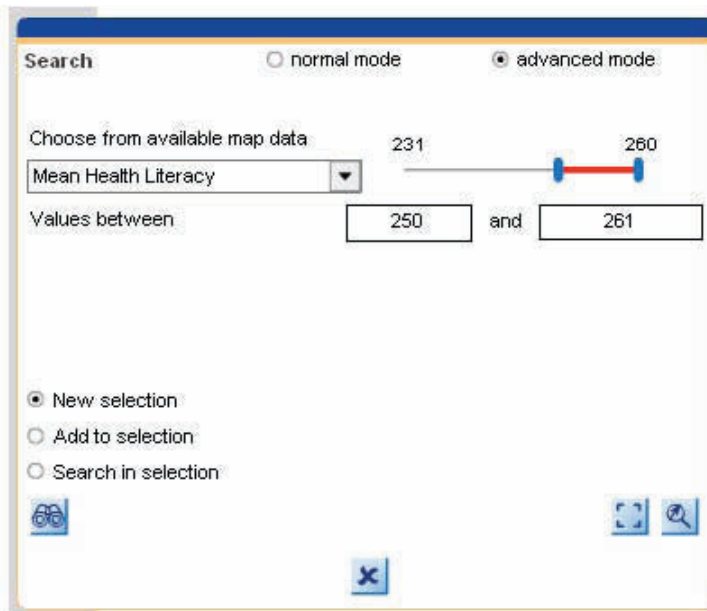 Search normal mode advanced mode
Choose from available map data
231 260
Mean Health Literacy
Values between 250 and 261
New selection
Add to selection
Search in selection